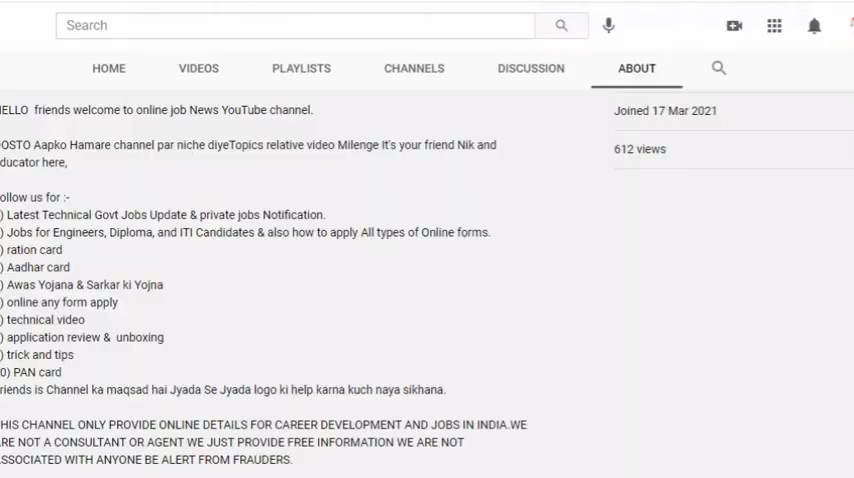 Search
HOME VIDEOS PLAYLISTS CHANNELS DISCUSSION ABOUT
ELLO friends welcome to online job News YouTube channel.
OSTO Aapko Hamare channel par niche diyeTopics relative video Milenge It's your friend Nik and
ducator here,
ollow us for :-
) Latest Technical Govt Jobs Update & private jobs Notification.
) Jobs for Engineers, Diploma, and ITI Candidates & also how to apply All types of Online forms.
) ration card
) Aadhar card
) Awas Yojana & Sarkar ki Yojna
) online any form apply
) technical video
) application review & unboxing
) trick and tips
0) PAN card
riends is Channel ka maqsad hai Jyada Se Jyada logo ki help karna kuch naya sikhana.
HIS CHANNEL ONLY PROVIDE ONLINE DETAILS FOR CAREER DEVELOPMENT AND JOBS IN INDIA.WE
RE NOT A CONSULTANT OR AGENT WE JUST PROVIDE FREE INFORMATION WE ARE NOT
SSOCIATED WITH ANYONE BE ALERT FROM FRAUDERS.
Joined 17 Mar 2021
612 views